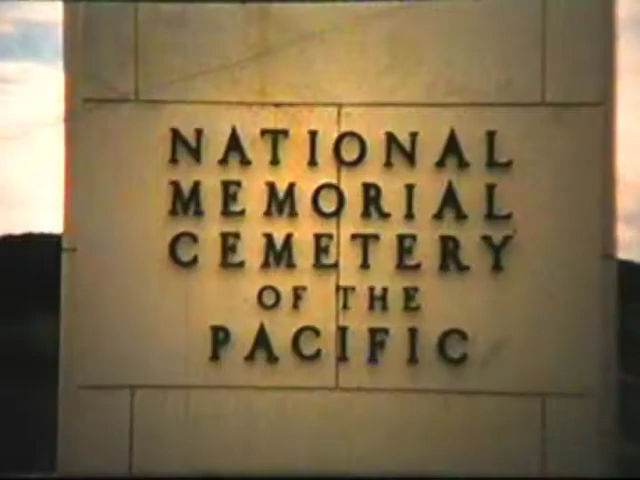 NATIONAL
MEMORIAL
CEMETERY
OF THE
PACIFIC